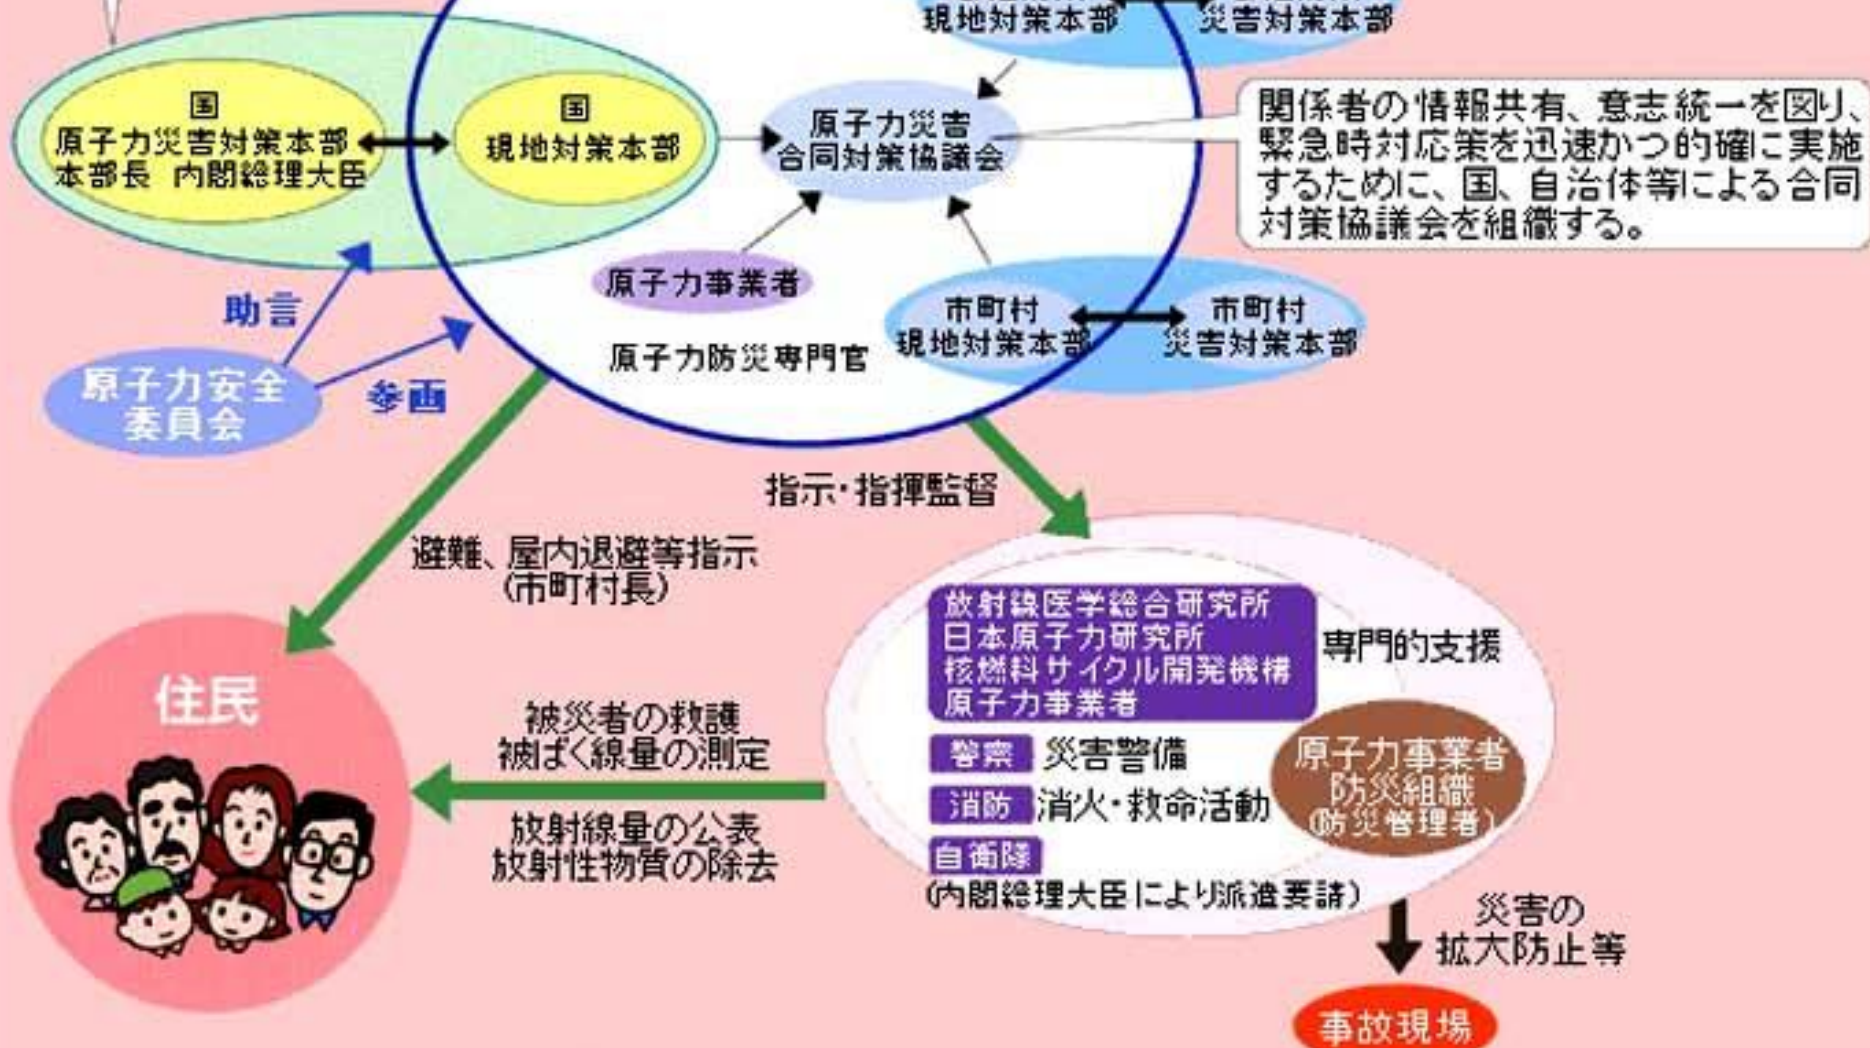 現地対策本部
災害対策本部
国
原子力災害対策本部
本部長 内閣総理大臣
国
現地対策本部
原子力災害
合同対策協議会
関係者の情報共有、意志統一を図り、
緊急時対応策を迅速かつ的確に実施
するために、国、自治体等による合同
対策協議会を組織する。
原子力事業者
原子力防災専門官
市町村
現地対策本部
市町村
災害対策本部
助言
参画
原子力安全
委員会
指示・指揮監督
避難、屋内退避等指示
(市町村長)
住民
被災者の救護
被ばく線量の測定
放射線量の公表
放射性物質の除去
放射線医学総合研究所
日本原子力研究所
核燃料サイクル開発機構
原子力事業者
専門的支援
警察 災害警備
消防 消火・救命活動
自衛隊
(内閣総理大臣により派遣要請)
原子力事業者
防災組織
(防災管理者)
災害の
拡大防止等
事故現場